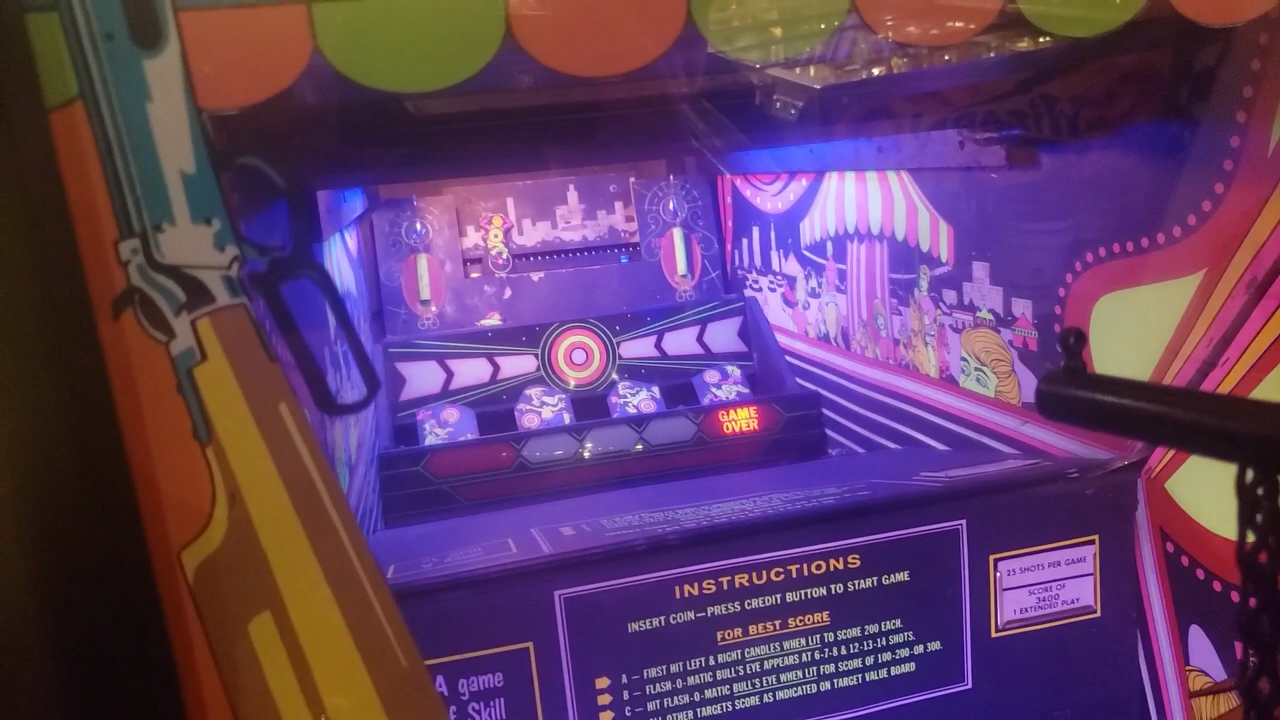 GAME
OVER
INSTRUCTIONS
INSERT COIN—PRESS CREDIT BUTTON TO START GAME
FOR BEST SCORE
A — FIRST HIT LEFT & RIGHT CANDLES WHEN LIT TO SCORE 200 EACH.
B — FLASH-O-MATIC BULL'S EYE APPEARS AT 6-7-8 & 12-13-14 SHOTS.
C — HIT FLASH-O-MATIC BULL'S EYE WHEN LIT FOR SCORE OF 100-200-OR 300.
ALL OTHER TARGETS SCORE AS INDICATED ON TARGET VALUE BOARD
25 SHOTS PER GAME
SCORE OF
3400
1 EXTENDED PLAY
A game
of Skill